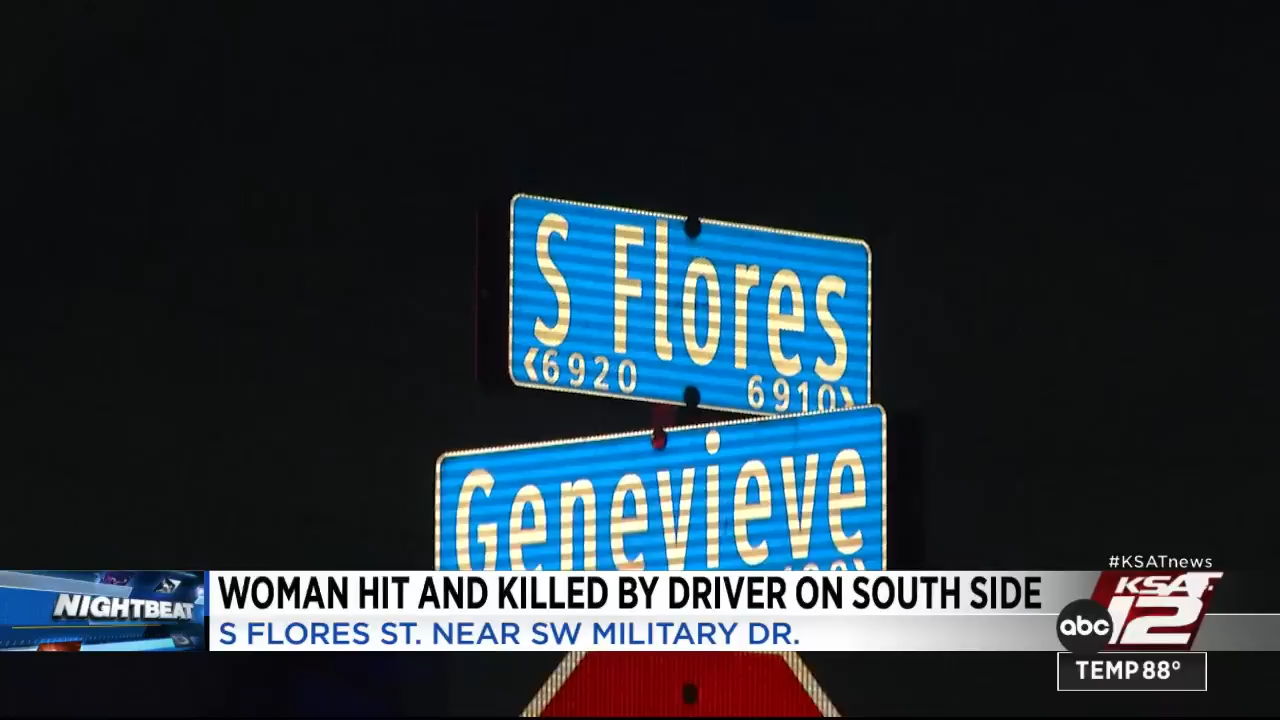 S Flores
<6920 6910>
Genevieve
#KSATnews
NIGHTBEAT
WOMAN HIT AND KILLED BY DRIVER ON SOUTH SIDE
S FLORES ST. NEAR SW MILITARY DR.
abc
KSAT
12
TEMP 88°